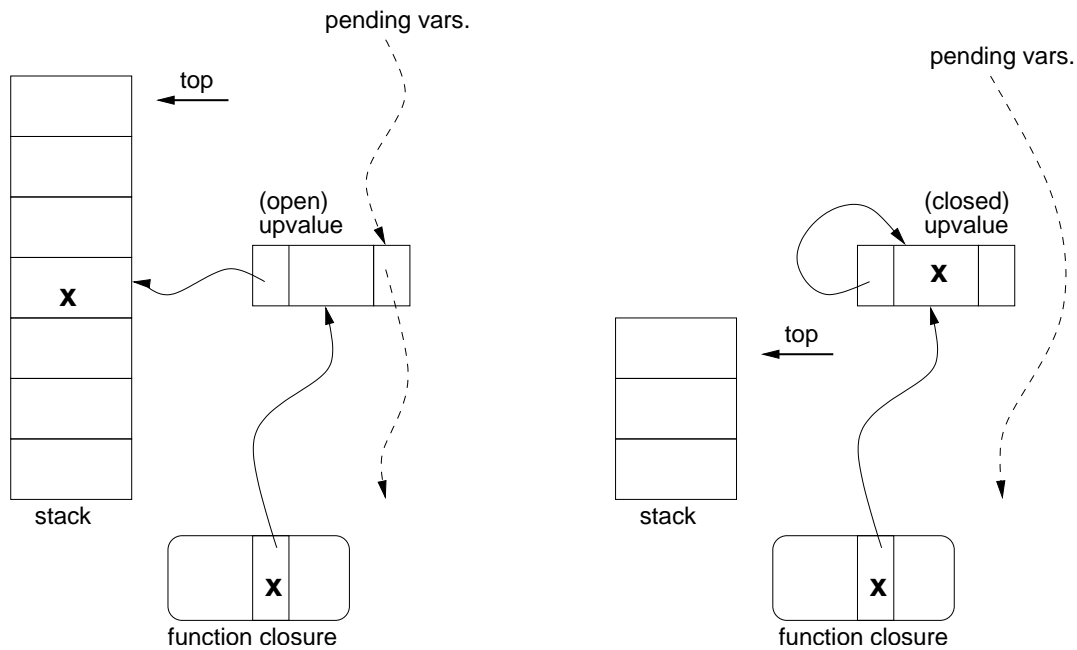 pending vars.
top
(open)
upvalue
x
stack
x
function closure
pending vars.
(closed)
upvalue
x
top
stack
x
function closure